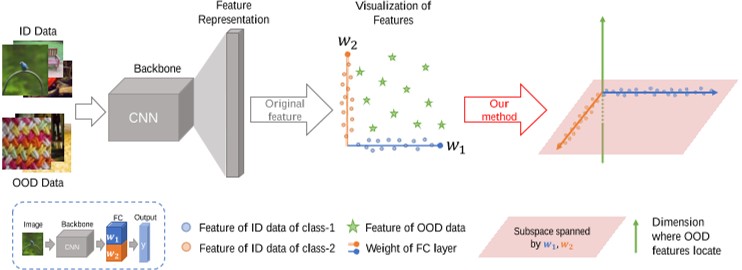 ID Data
OOD Data
Backbone
CNN
Feature
Representation
Original
feature
Visualization of
Features
w₂
w₁
Our
method
Image
Backbone
CNN
FC
w₁
w₂
Output
y
Feature of ID data of class-1
Feature of ID data of class-2
Feature of OOD data
Weight of FC layer
Subspace spanned
by w₁, w₂
Dimension
where OOD
features locate